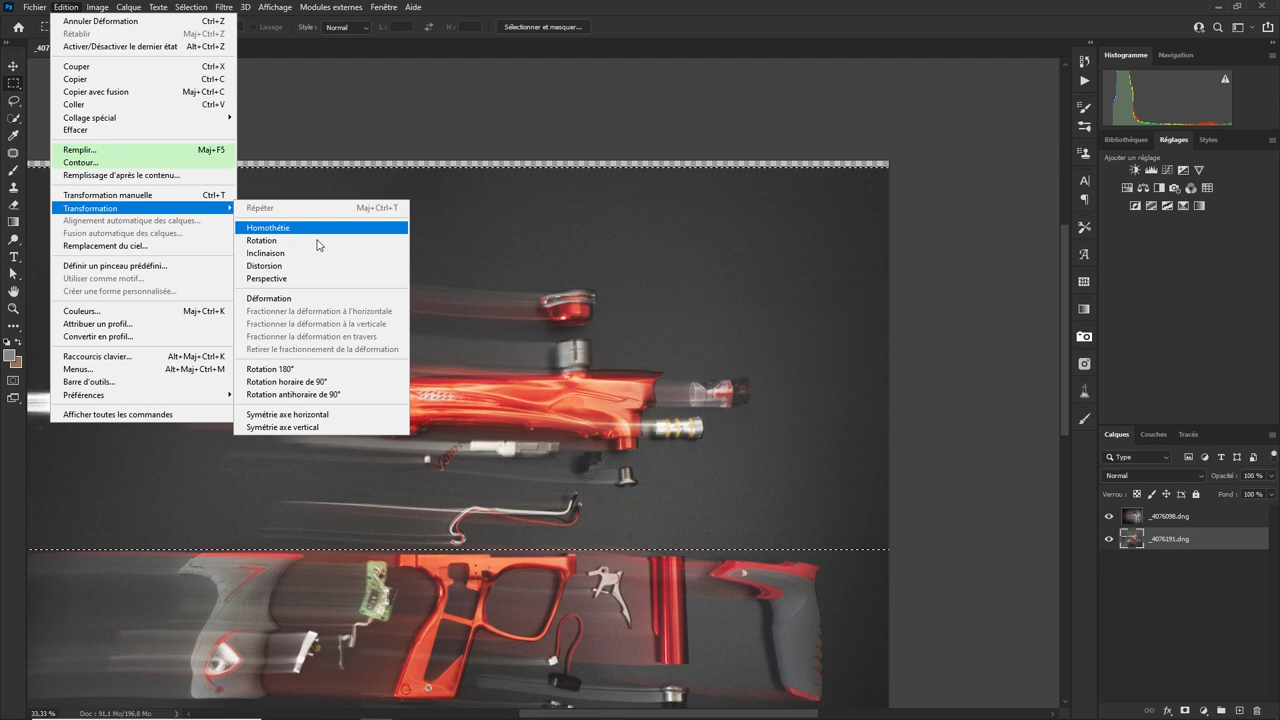 Ps Fichier Edition Image Calque Texte Sélection Filtre 3D Affichage Modules externes Fenêtre Aide
Lissage Style : Normal L : H : Sélectionner et masquer...
_407
Annuler Déformation Ctrl+Z
Rétablir Maj+Ctrl+Z
Activer/Désactiver le dernier état Alt+Ctrl+Z
Couper Ctrl+X
Copier Ctrl+C
Copier avec fusion Maj+Ctrl+C
Coller Ctrl+V
Collage spécial
Effacer
Remplir... Maj+F5
Contour...
Remplissage d'après le contenu...
Transformation manuelle Ctrl+T
Transformation
Alignement automatique des calques...
Fusion automatique des calques...
Remplacement du ciel...
Définir un pinceau prédéfini...
Utiliser comme motif...
Créer une forme personnalisée...
Couleurs... Maj+Ctrl+K
Attribuer un profil...
Convertir en profil...
Raccourcis clavier... Alt+Maj+Ctrl+K
Menus... Alt+Maj+Ctrl+M
Barre d'outils...
Préférences
Afficher toutes les commandes
Répéter Maj+Ctrl+T
Homothétie
Rotation
Inclinaison
Distorsion
Perspective
Déformation
Fractionner la déformation à l'horizontale
Fractionner la déformation à la verticale
Fractionner la déformation en travers
Retirer le fractionnement de la déformation
Rotation 180°
Rotation horaire de 90°
Rotation antihoraire de 90°
Symétrie axe horizontal
Symétrie axe vertical
Histogramme Navigation
Bibliothèques Réglages Styles
Ajouter un réglage
Calques Couches Tracés
Type
Normal Opacité : 100 %
Verrou : Fond : 100 %
_4076098.dng
_4076191.dng
33,33 % Doc : 91,1 Mo/196,8 Mo